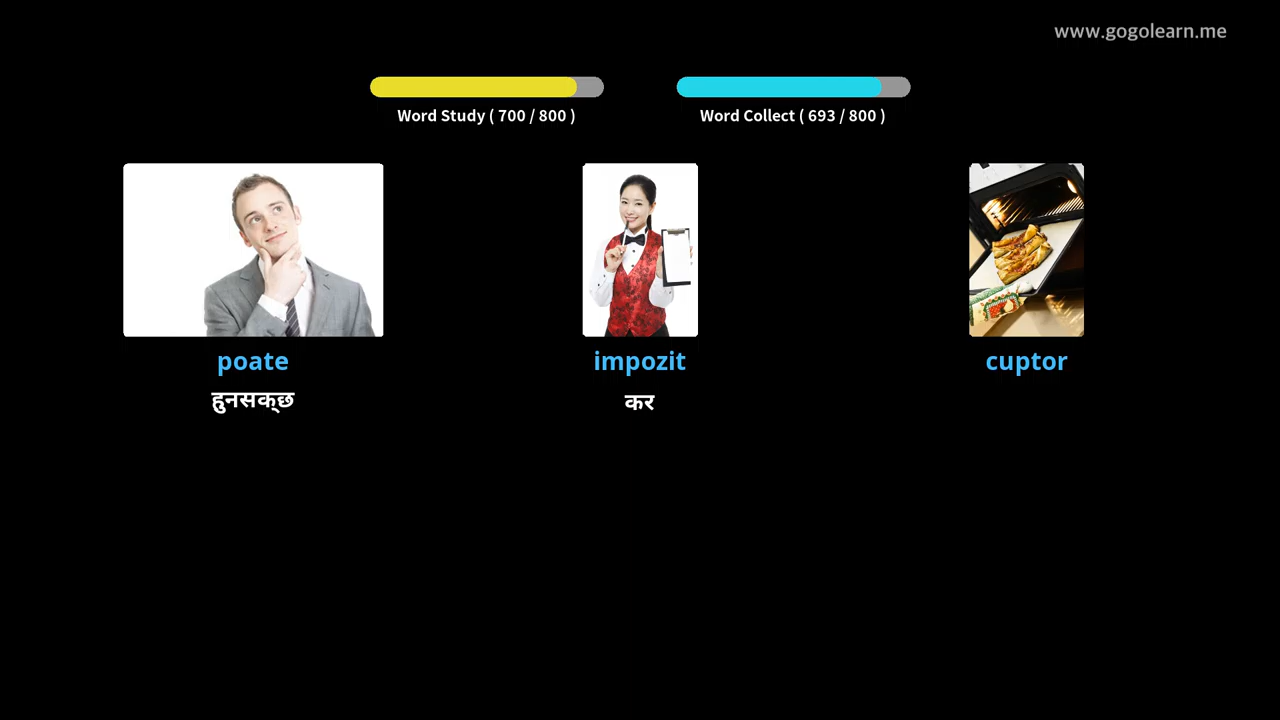 www.gogolearn.me
Word Study ( 700 / 800 )
Word Collect ( 693 / 800 )
poate
impozit
cuptor
हुनसक्छ
कर